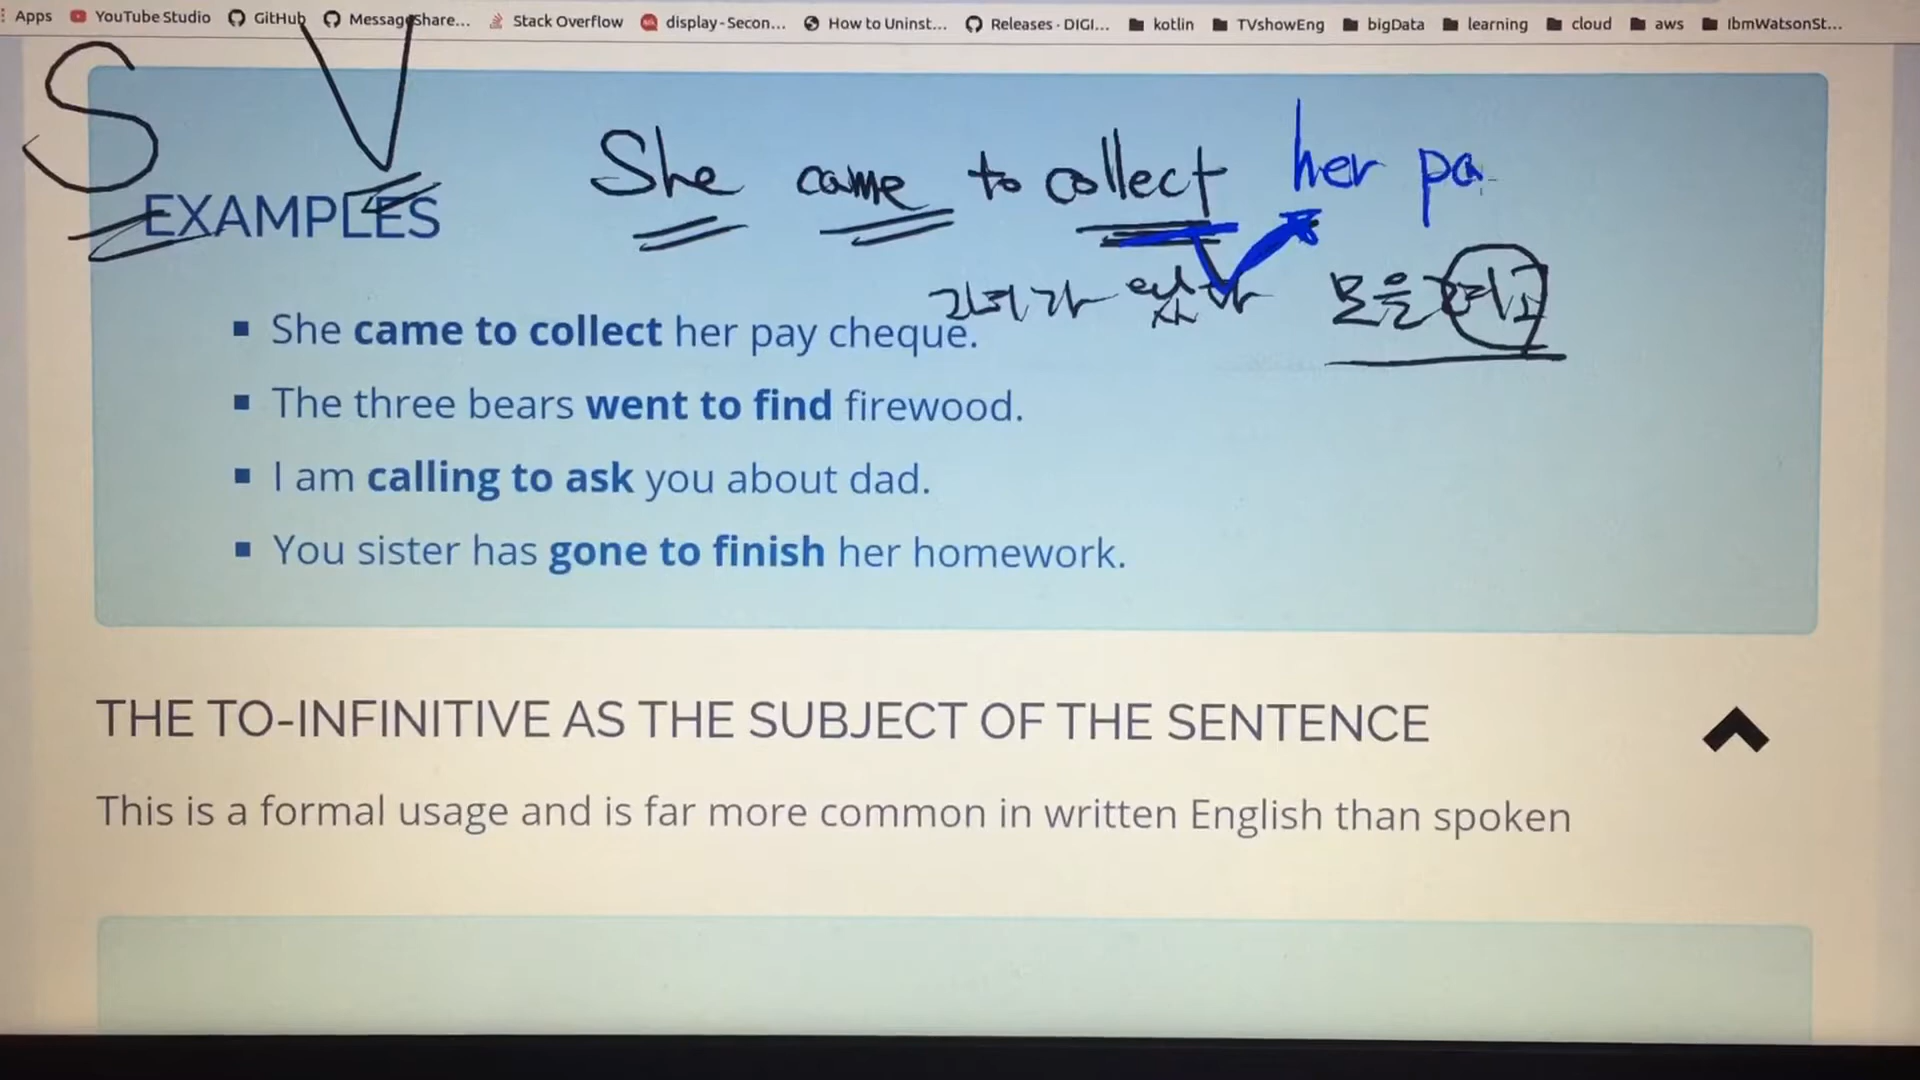 Apps YouTube Studio GitHub MessageShare... Stack Overflow display - Secon... How to Uninst... Releases · DIGI... kotlin TVshowEng bigData learning cloud aws IbmWatsonSt...
S V
She came to collect her pa
EXAMPLES
그녀가 왔다 모을려고
She came to collect her pay cheque.
The three bears went to find firewood.
I am calling to ask you about dad.
You sister has gone to finish her homework.
THE TO-INFINITIVE AS THE SUBJECT OF THE SENTENCE
This is a formal usage and is far more common in written English than spoken